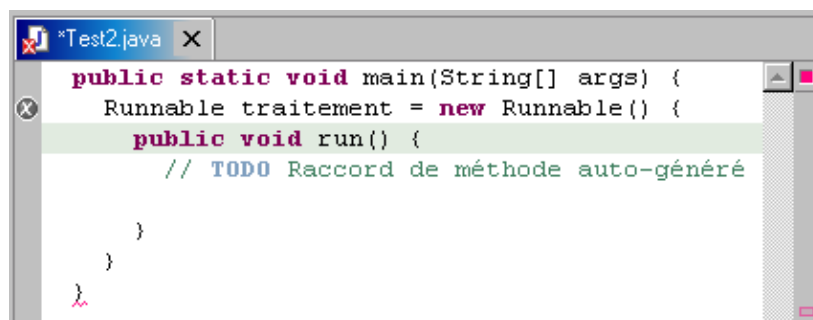 *Test2.java
public static void main(String[] args) {
Runnable traitement = new Runnable() {
public void run() {
// TODO Raccord de méthode auto-généré
}
}
}